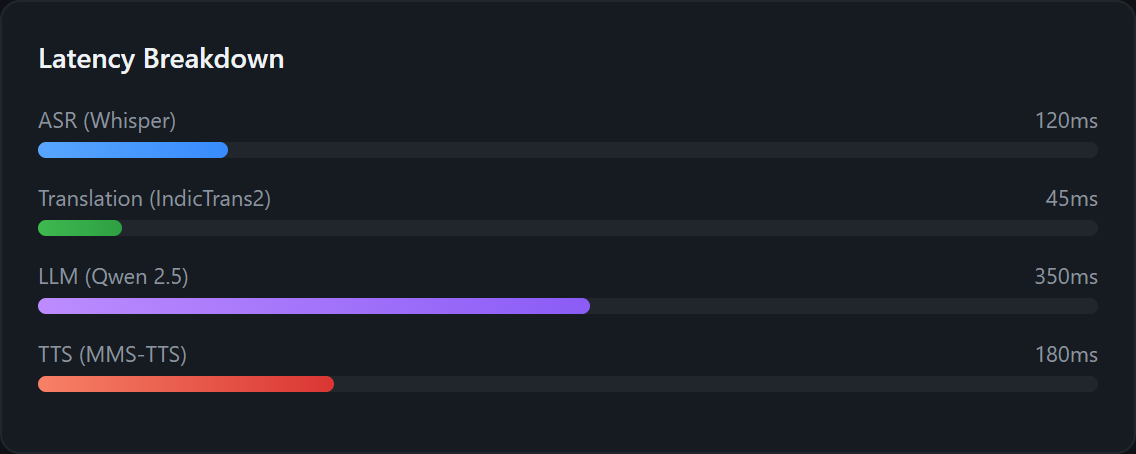 Latency Breakdown
ASR (Whisper) 120ms
Translation (IndicTrans2) 45ms
LLM (Qwen 2.5) 350ms
TTS (MMS-TTS) 180ms